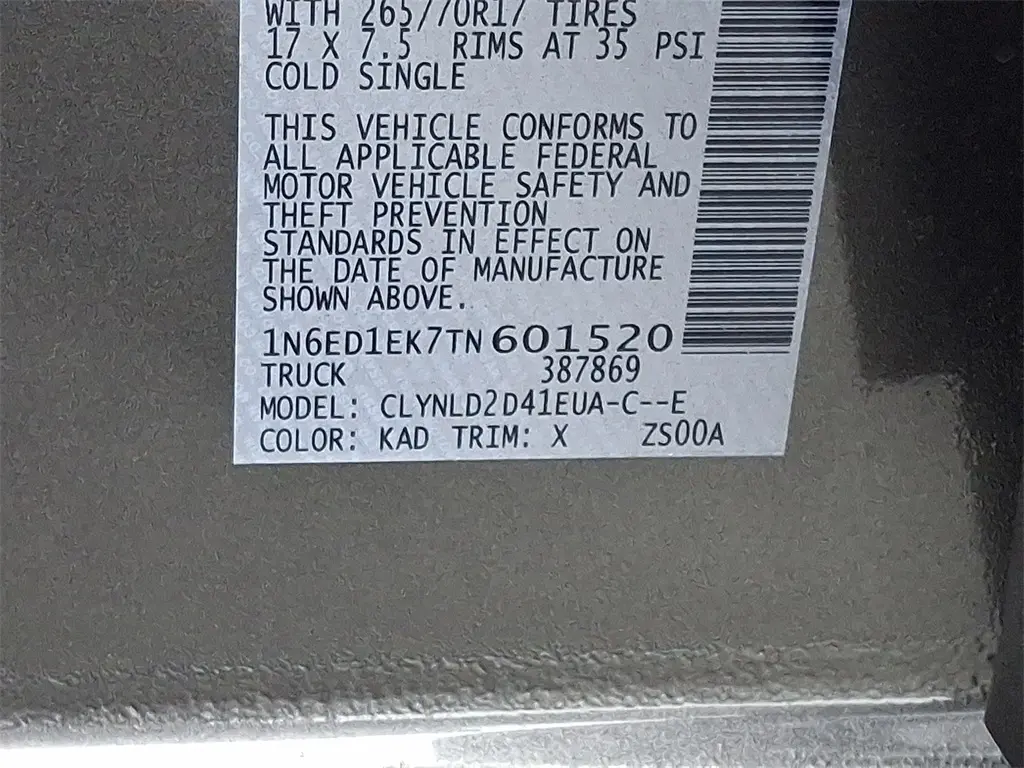 WITH 265/70R17 TIRES
17 X 7.5 RIMS AT 35 PSI
COLD SINGLE
THIS VEHICLE CONFORMS TO
ALL APPLICABLE FEDERAL
MOTOR VEHICLE SAFETY AND
THEFT PREVENTION
STANDARDS IN EFFECT ON
THE DATE OF MANUFACTURE
SHOWN ABOVE.
1N6ED1EK7TN601520
TRUCK 387869
MODEL: CLYNLD2D41EUA-C--E
COLOR: KAD TRIM: X ZS00A